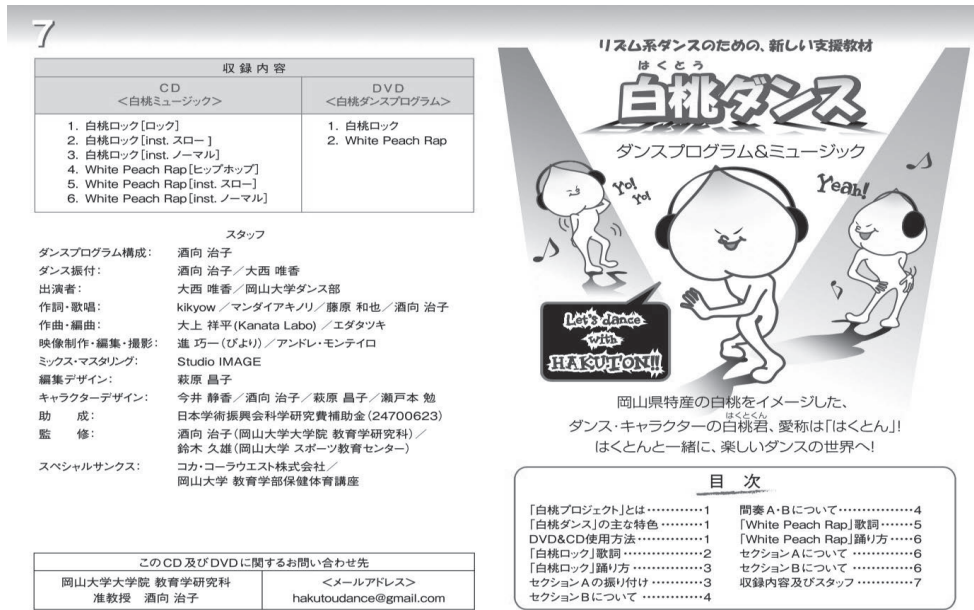 7
収録内容
CD
<白桃ミュージック>
DVD
<白桃ダンスプログラム>
1. 白桃ロック[ロック]
2. 白桃ロック[inst. スロー]
3. 白桃ロック[inst. ノーマル]
4. White Peach Rap[ヒップホップ]
5. White Peach Rap[inst. スロー]
6. White Peach Rap[inst. ノーマル]
1. 白桃ロック
2. White Peach Rap
スタッフ
ダンスプログラム構成: 酒向 治子
ダンス振付: 酒向 治子/大西 唯香
出演者: 大西 唯香/岡山大学ダンス部
作詞・歌唱: kikyow/マンダイアキノリ/藤原 和也/酒向 治子
作曲・編曲: 大上 祥平(Kanata Labo)/エダタツキ
映像制作・編集・撮影: 進 巧一(びより)/アンドレ・モンテイロ
ミックス・マスタリング: Studio IMAGE
編集デザイン: 萩原 昌子
キャラクターデザイン: 今井 静香/酒向 治子/萩原 昌子/瀬戸本 勉
助 成: 日本学術振興会科学研究費補助金(24700623)
監 修: 酒向 治子(岡山大学大学院 教育学研究科)/
鈴木 久雄(岡山大学 スポーツ教育センター)
スペシャルサンクス: コカ・コーラウエスト株式会社/
岡山大学 教育学部保健体育講座
このCD及びDVDに関するお問い合わせ先
岡山大学大学院 教育学研究科
准教授 酒向 治子
<メールアドレス>
hakutoudance@gmail.com
リズム系ダンスのための、新しい支援教材
はくとう
白桃ダンス
ダンスプログラム&ミュージック
Yo!
Yo!
Yeah!
Let's dance
with
HAKUTON!!
岡山県特産の白桃をイメージした、
はくとくん
ダンス・キャラクターの白桃君、愛称は「はくとん」!
はくとんと一緒に、楽しいダンスの世界へ!
目 次
「白桃プロジェクト」とは…………1
「白桃ダンス」の主な特色…………1
DVD&CD使用方法……………1
「白桃ロック」歌詞………………2
「白桃ロック」踊り方……………3
セクションAの振り付け…………3
セクションBについて……………4
間奏A・Bについて………………4
「White Peach Rap」歌詞………5
「White Peach Rap」踊り方……6
セクションAについて……………6
セクションBについて……………6
収録内容及びスタッフ……………7